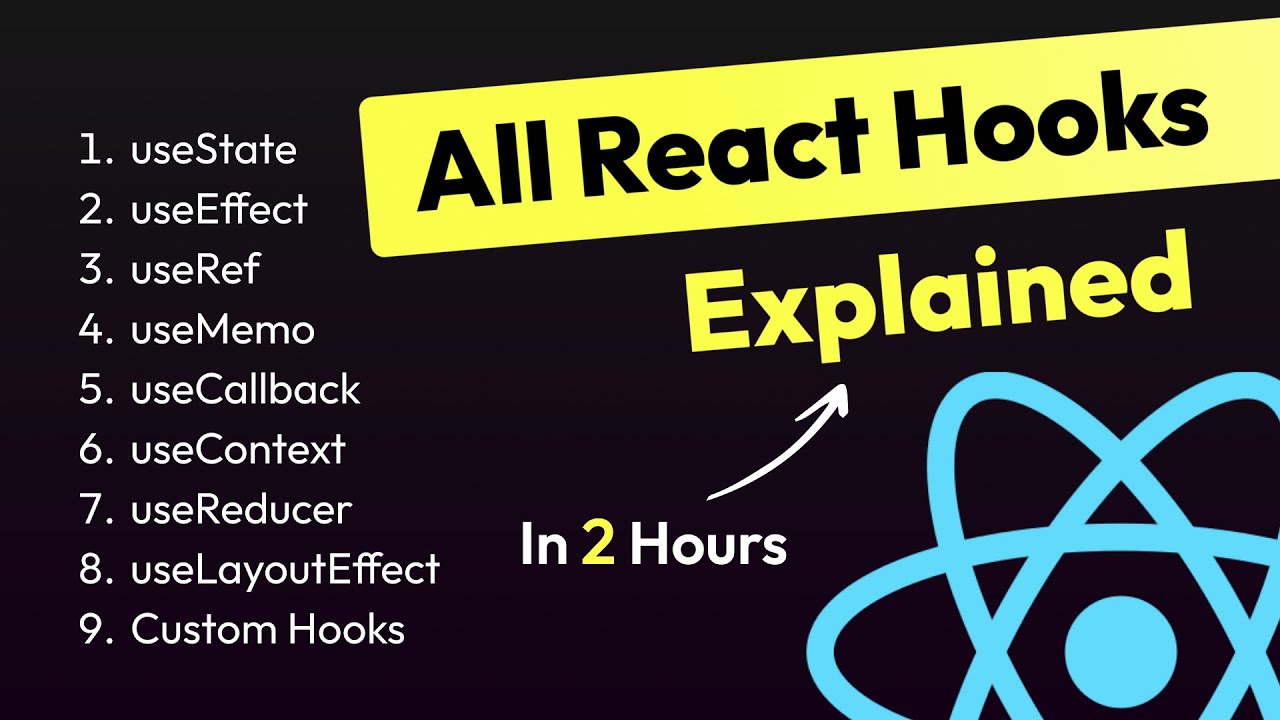 All React Hooks
Explained
In 2 Hours
1. useState
2. useEffect
3. useRef
4. useMemo
5. useCallback
6. useContext
7. useReducer
8. useLayoutEffect
9. Custom Hooks